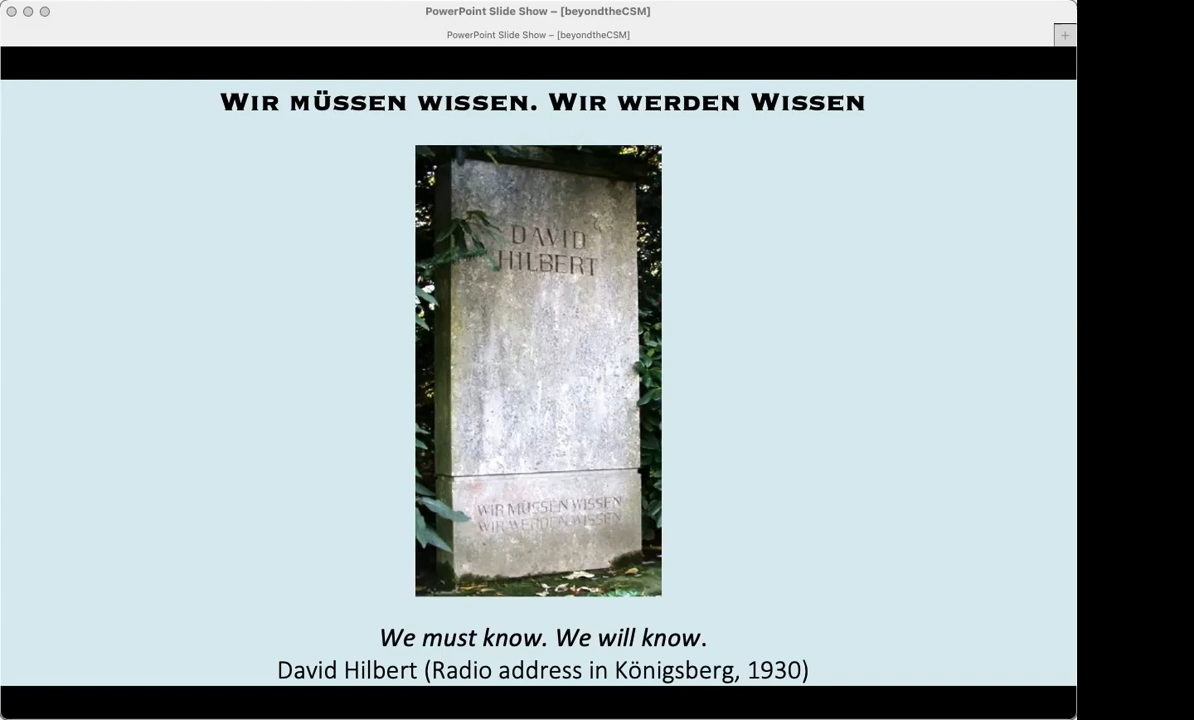 PowerPoint Slide Show – [beyondtheCSM]
PowerPoint Slide Show – [beyondtheCSM]
+
Wir müssen wissen. Wir werden Wissen
DAVID
HILBERT
WIR MÜSSEN WISSEN
WIR WERDEN WISSEN
We must know. We will know.
David Hilbert (Radio address in Königsberg, 1930)